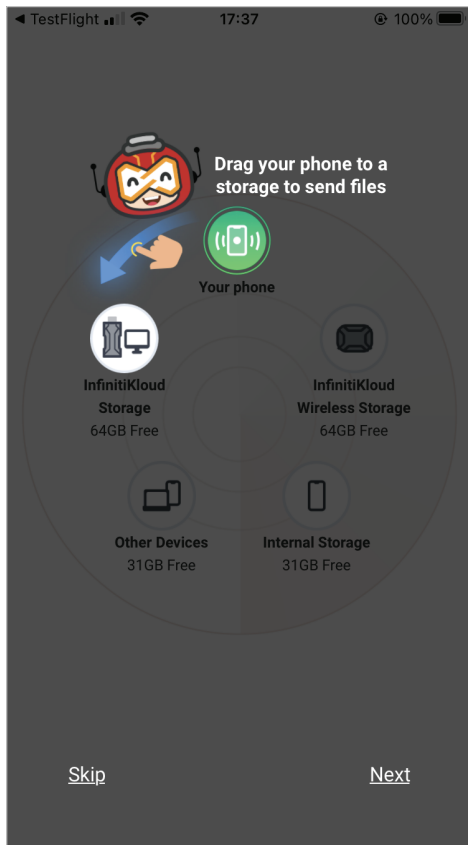 TestFlight 17:37 100%
Drag your phone to a
storage to send files
Your phone
InfinitiKloud
Storage
64GB Free
InfinitiKloud
Wireless Storage
64GB Free
Other Devices
31GB Free
Internal Storage
31GB Free
Skip
Next